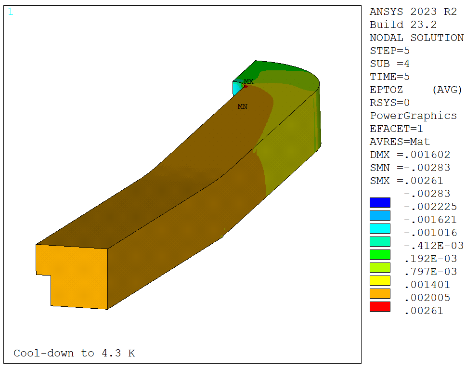 1
ANSYS 2023 R2
Build 23.2
NODAL SOLUTION
STEP=5
SUB =4
TIME=5
EPTOZ (AVG)
RSYS=0
PowerGraphics
EFACET=1
AVRES=Mat
DMX =.001602
SMN =-.00283
SMX =.00261
-.00283
-.002225
-.001621
-.001016
-.412E-03
.192E-03
.797E-03
.001401
.002005
.00261
MX
MN
Cool-down to 4.3 K